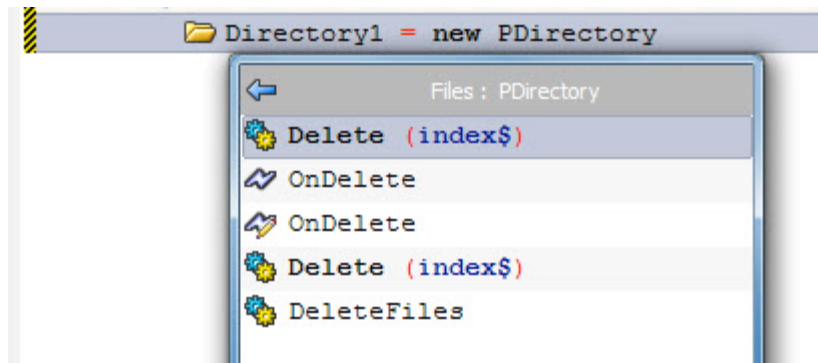 Directory1 = new PDirectory
Files : PDirectory
Delete (index$)
OnDelete
OnDelete
Delete (index$)
DeleteFiles